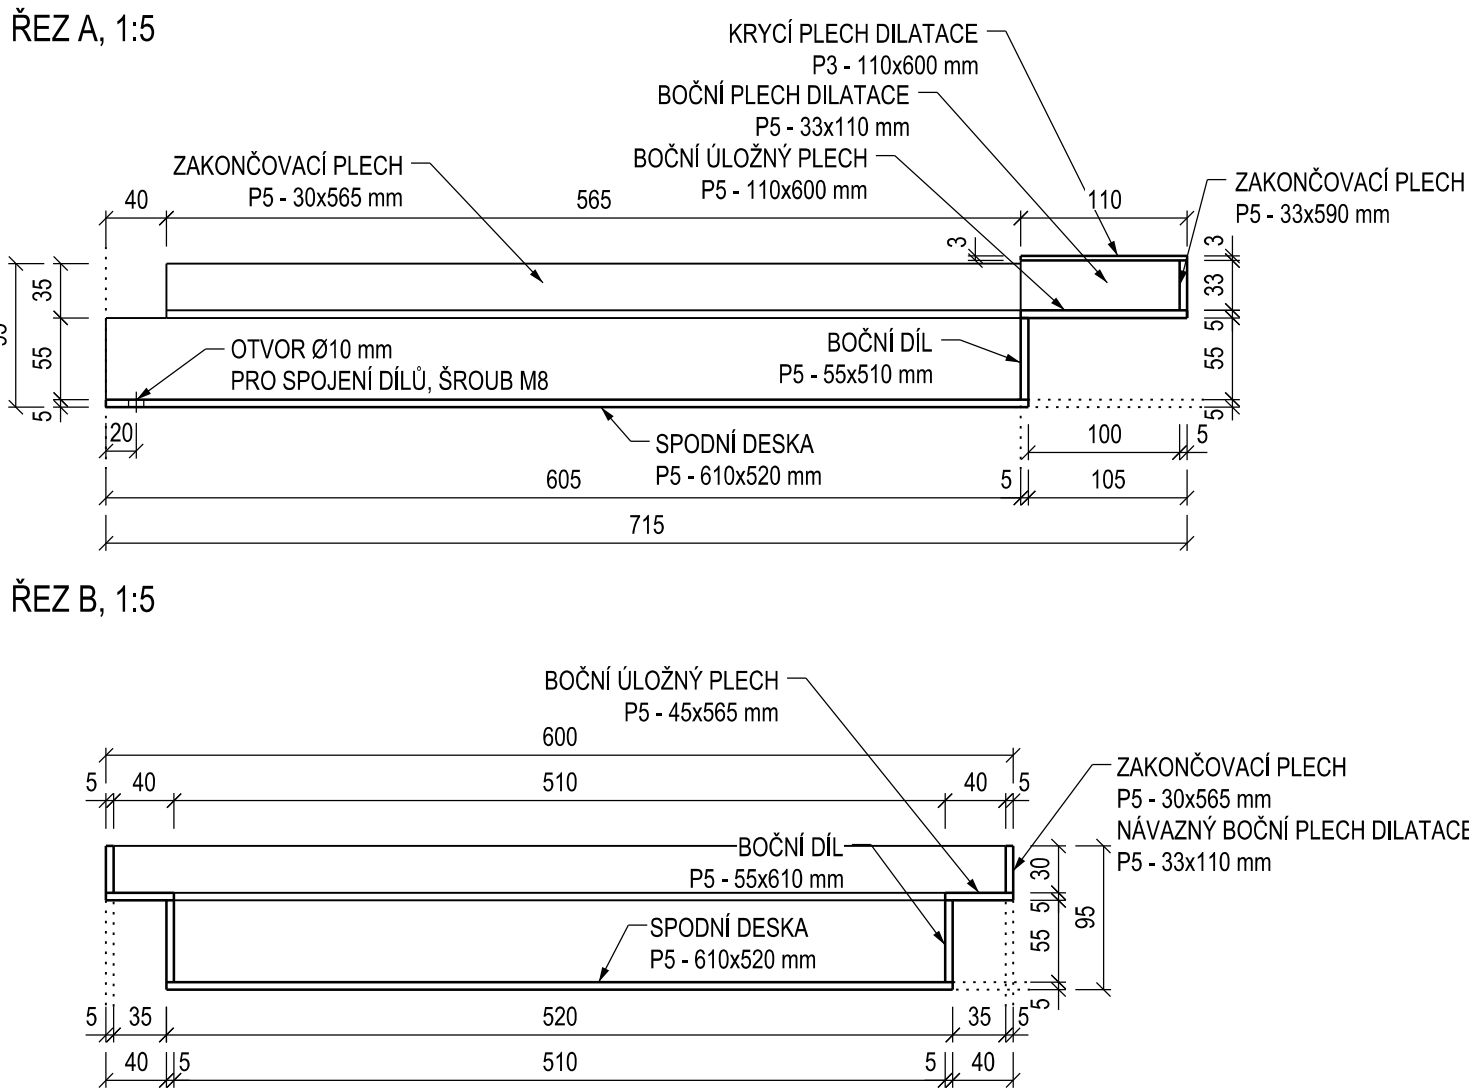 ŘEZ A, 1:5
KRYCÍ PLECH DILATACE
P3 - 110x600 mm
BOČNÍ PLECH DILATACE
P5 - 33x110 mm
BOČNÍ ÚLOŽNÝ PLECH
P5 - 110x600 mm
ZAKONČOVACÍ PLECH
P5 - 30x565 mm
ZAKONČOVACÍ PLECH
P5 - 33x590 mm
40 565 110
3 3
35 33
5
55 55
5 5
OTVOR Ø10 mm
PRO SPOJENÍ DÍLŮ, ŠROUB M8
BOČNÍ DÍL
P5 - 55x510 mm
20 100 5
SPODNÍ DESKA
P5 - 610x520 mm
605 5 105
715
ŘEZ B, 1:5
BOČNÍ ÚLOŽNÝ PLECH
P5 - 45x565 mm
600
5 40 510 40 5
ZAKONČOVACÍ PLECH
P5 - 30x565 mm
NÁVAZNÝ BOČNÍ PLECH DILATACE
P5 - 33x110 mm
BOČNÍ DÍL
P5 - 55x610 mm
30
5
55
5
95
SPODNÍ DESKA
P5 - 610x520 mm
5 35 520 35 5
40 5 510 5 40